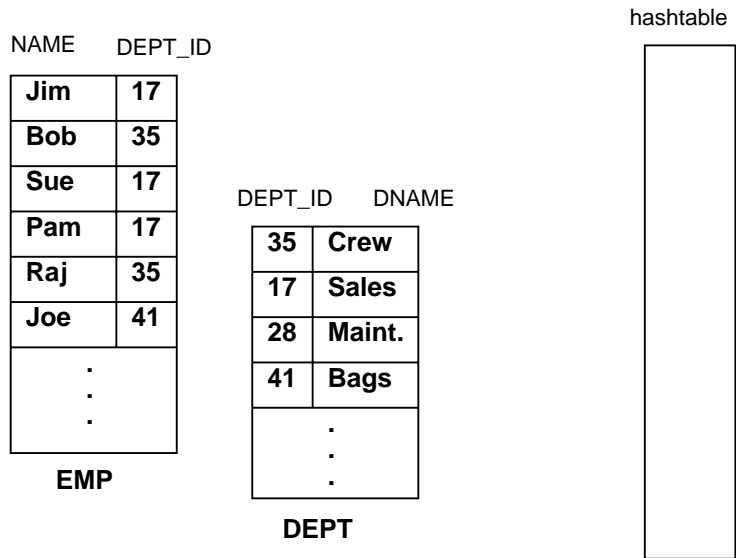 hashtable
NAME DEPT_ID
Jim 17
Bob 35
Sue 17
Pam 17
Raj 35
Joe 41
.
.
.
EMP
DEPT_ID DNAME
35 Crew
17 Sales
28 Maint.
41 Bags
.
.
.
DEPT